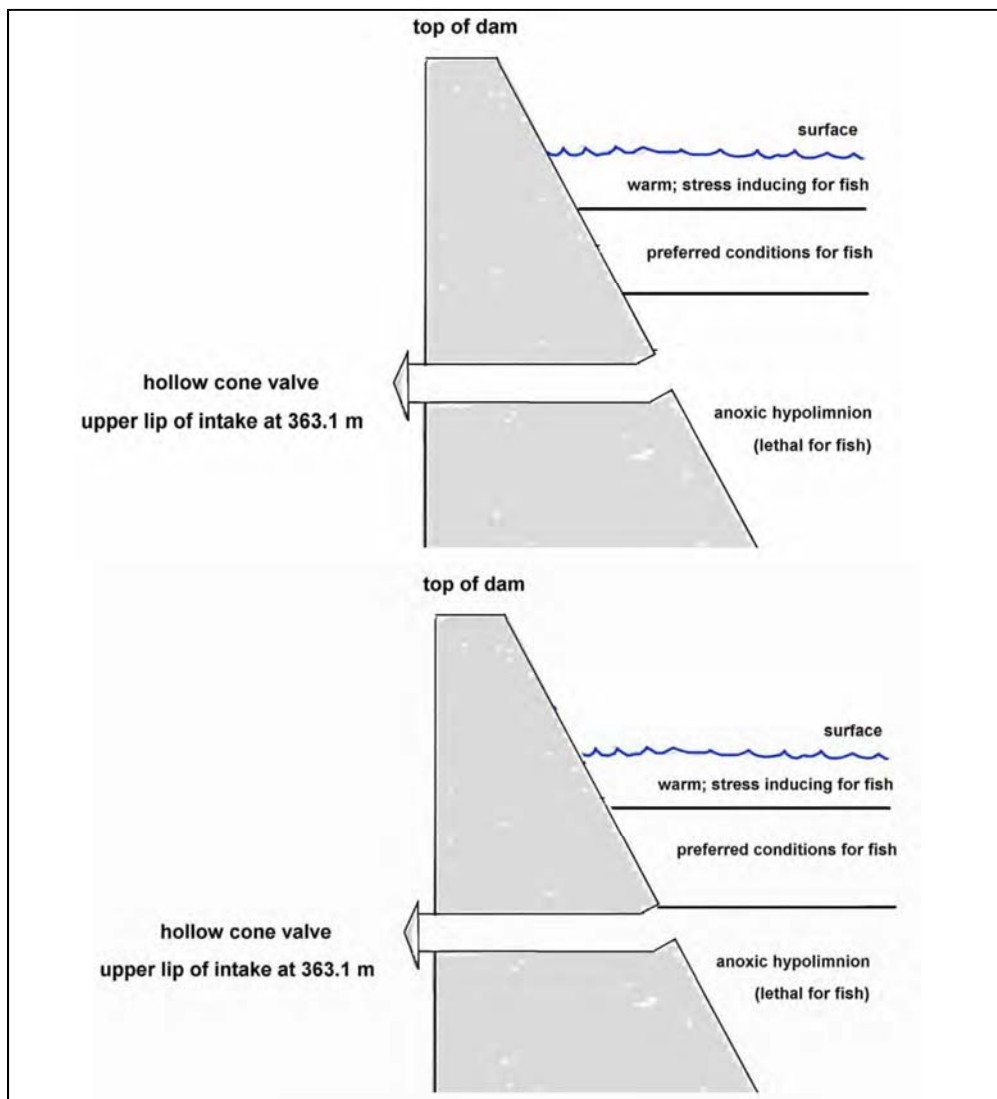 top of dam
surface
warm; stress inducing for fish
preferred conditions for fish
hollow cone valve
upper lip of intake at 363.1 m
anoxic hypolimnion
(lethal for fish)
top of dam
surface
warm; stress inducing for fish
preferred conditions for fish
hollow cone valve
upper lip of intake at 363.1 m
anoxic hypolimnion
(lethal for fish)